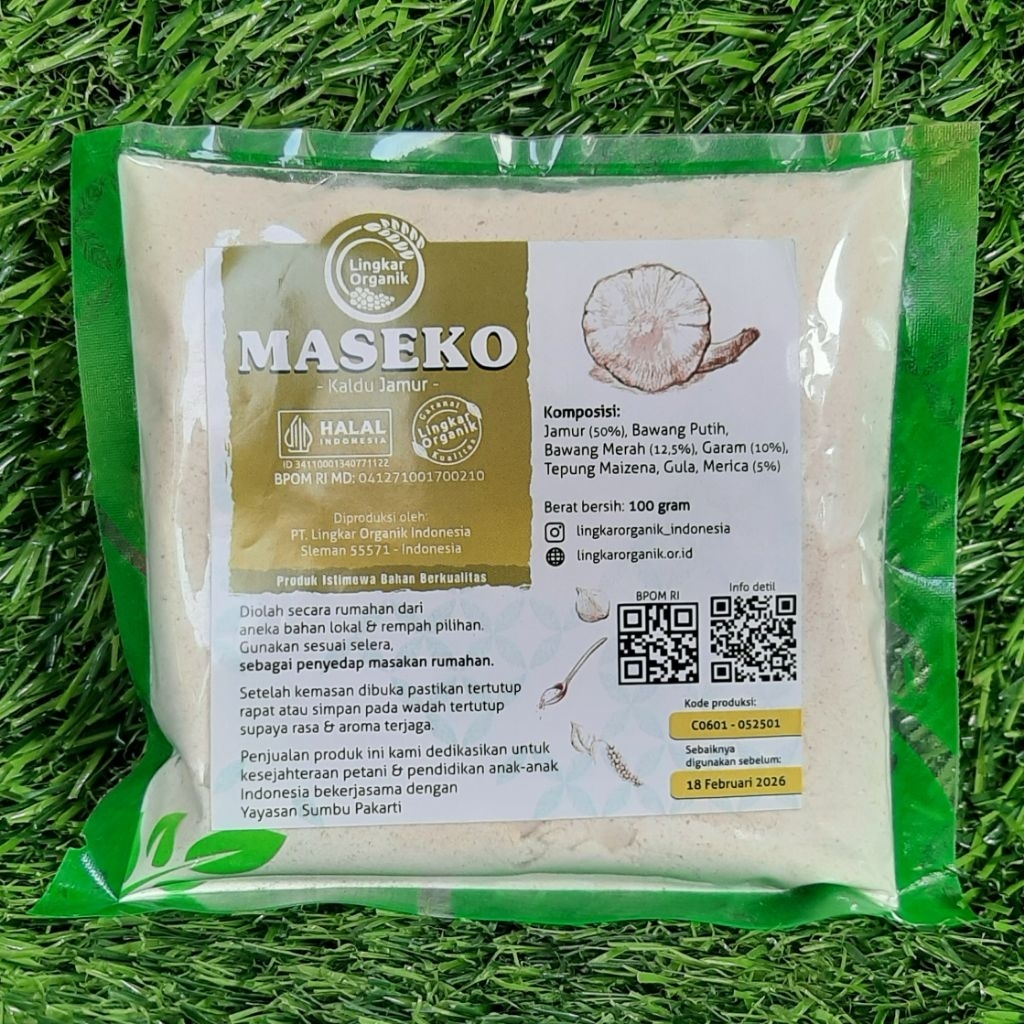 Lingkar
Organik
MASEKO
- Kaldu Jamur -
HALAL
INDONESIA
ID 34110001340771122
Garansi
Lingkar
Organik
Kualitas
BPOM RI MD: 041271001700210
Diproduksi oleh:
PT. Lingkar Organik Indonesia
Sleman 55571 - Indonesia
Produk Istimewa Bahan Berkualitas
Diolah secara rumahan dari
aneka bahan lokal & rempah pilihan.
Gunakan sesuai selera,
sebagai penyedap masakan rumahan.
Setelah kemasan dibuka pastikan tertutup
rapat atau simpan pada wadah tertutup
supaya rasa & aroma terjaga.
Penjualan produk ini kami dedikasikan untuk
kesejahteraan petani & pendidikan anak-anak
Indonesia bekerjasama dengan
Yayasan Sumbu Pakarti
Komposisi:
Jamur (50%), Bawang Putih,
Bawang Merah (12,5%), Garam (10%),
Tepung Maizena, Gula, Merica (5%)
Berat bersih: 100 gram
lingkarorganik_indonesia
lingkarorganik.or.id
BPOM RI
Info detil
Kode produksi:
C0601 - 052501
Sebaiknya
digunakan sebelum:
18 Februari 2026